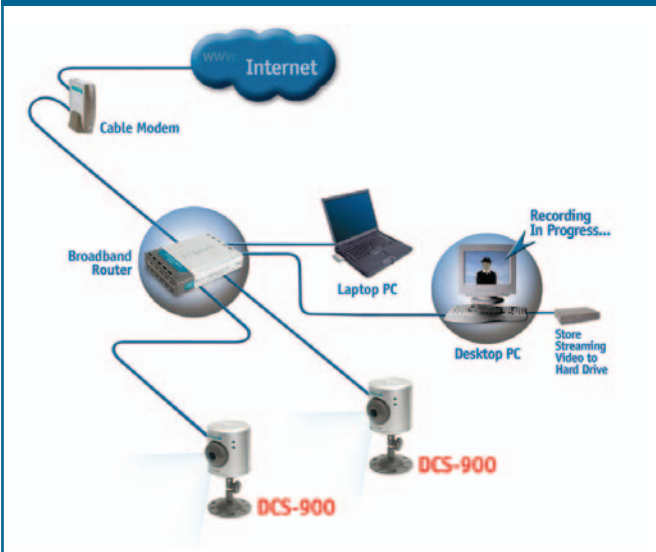 www.
Internet
Cable Modem
Broadband
Router
Laptop PC
Recording
In Progress...
Desktop PC
Store
Streaming
Video to
Hard Drive
DCS-900
DCS-900